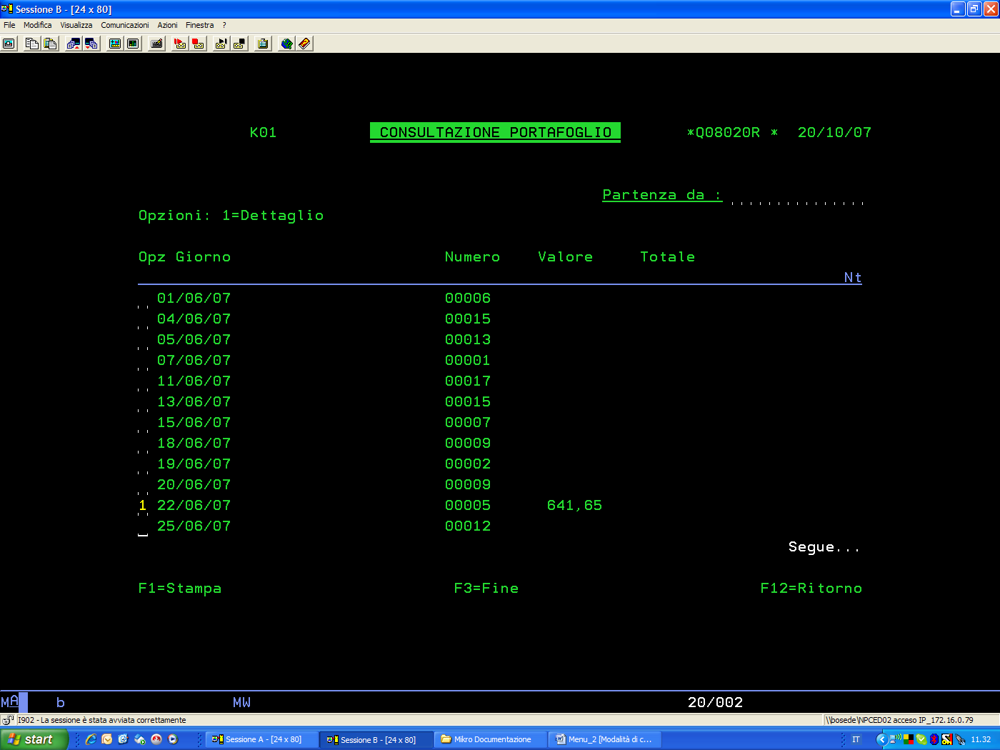 Sessione B - [24 x 80]
File Modifica Visualizza Comunicazioni Azioni Finestra ?
K01 CONSULTAZIONE PORTAFOGLIO *Q08020R * 20/10/07
Partenza da :
Opzioni: 1=Dettaglio
Opz Giorno Numero Valore Totale
Nt
01/06/07 00006
04/06/07 00015
05/06/07 00013
07/06/07 00001
11/06/07 00017
13/06/07 00015
15/06/07 00007
18/06/07 00009
19/06/07 00002
20/06/07 00009
1 22/06/07 00005 641,65
25/06/07 00012
Segue...
F1=Stampa F3=Fine F12=Ritorno
MA b MW 20/002
I902 - La sessione è stata avviata correttamente \\bosede\NPCED02 acceso IP_172.16.0.79
start Sessione A - [24 x 80] Sessione B - [24 x 80] Mikro Documentazione Menu_2 [Modalità di c... IT 11.32